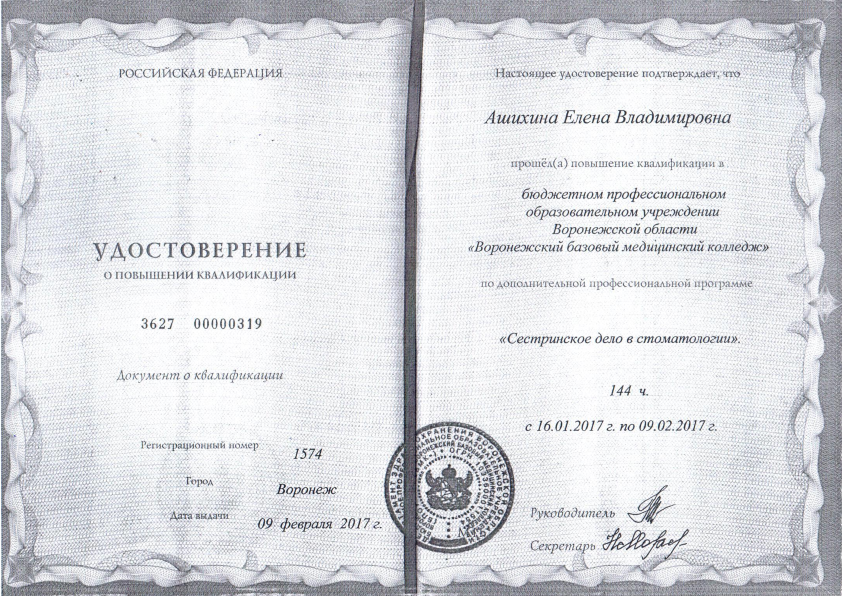 РОССИЙСКАЯ ФЕДЕРАЦИЯ
УДОСТОВЕРЕНИЕ
О ПОВЫШЕНИИ КВАЛИФИКАЦИИ
3627 00000319
Документ о квалификации
Регистрационный номер
1574
Город
Воронеж
Дата выдачи
09 февраля 2017 г.
Настоящее удостоверение подтверждает, что
Ашихина Елена Владимировна
прошёл(а) повышение квалификации в
бюджетном профессиональном
образовательном учреждении
Воронежской области
«Воронежский базовый медицинский колледж»
по дополнительной профессиональной программе
«Сестринское дело в стоматологии».
144 ч.
с 16.01.2017 г. по 09.02.2017 г.
Руководитель
Секретарь